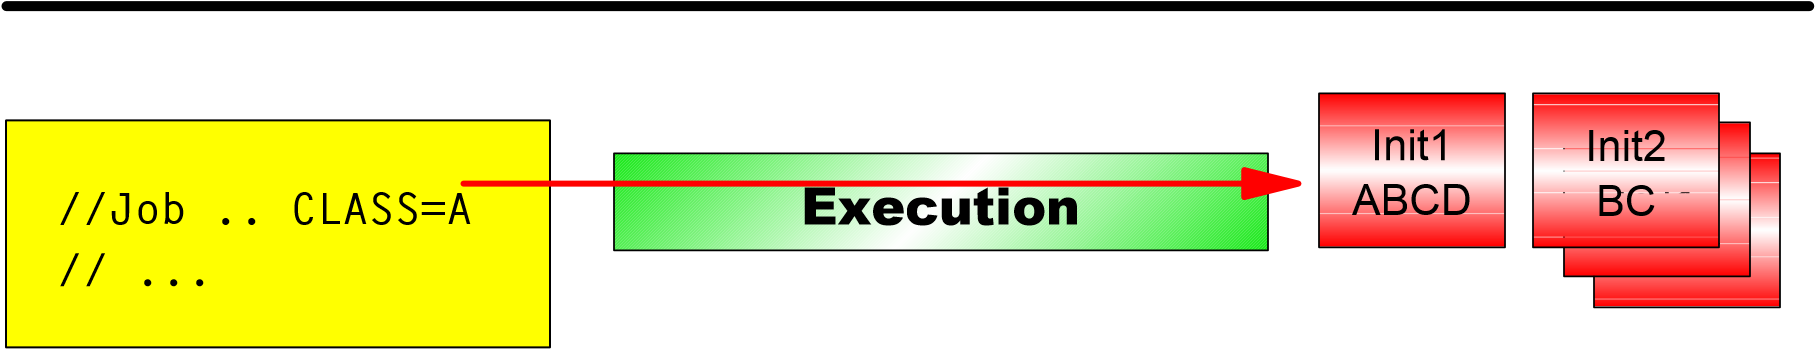 //Job .. CLASS=A
// ...
Execution
Init1
ABCD
Init2
BC